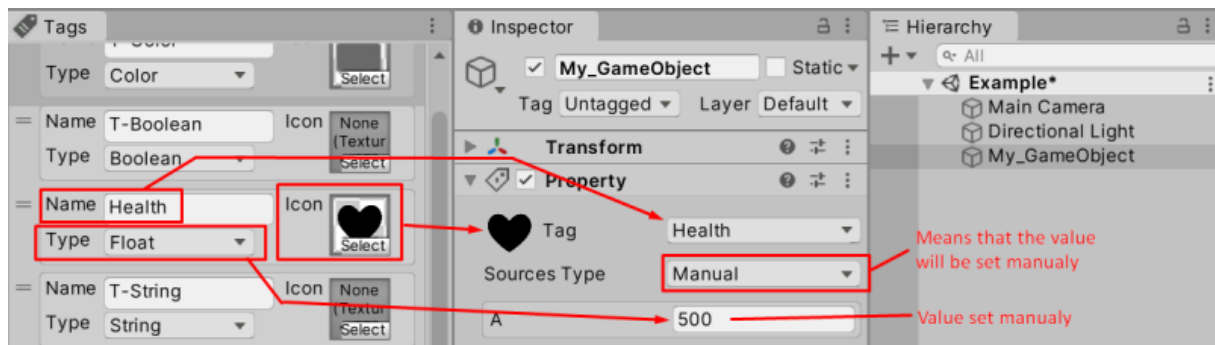 Tags
Type Color
Select
Name T-Boolean Icon None
(Textur
Type Boolean Select
Name Health Icon
Type Float Select
Name T-String Icon None
(Textur
Type String Select
Inspector
My_GameObject Static
Tag Untagged Layer Default
Transform
Property
Tag Health
Sources Type Manual
A 500
Hierarchy
All
Example*
Main Camera
Directional Light
My_GameObject
Means that the value
will be set manualy
Value set manualy